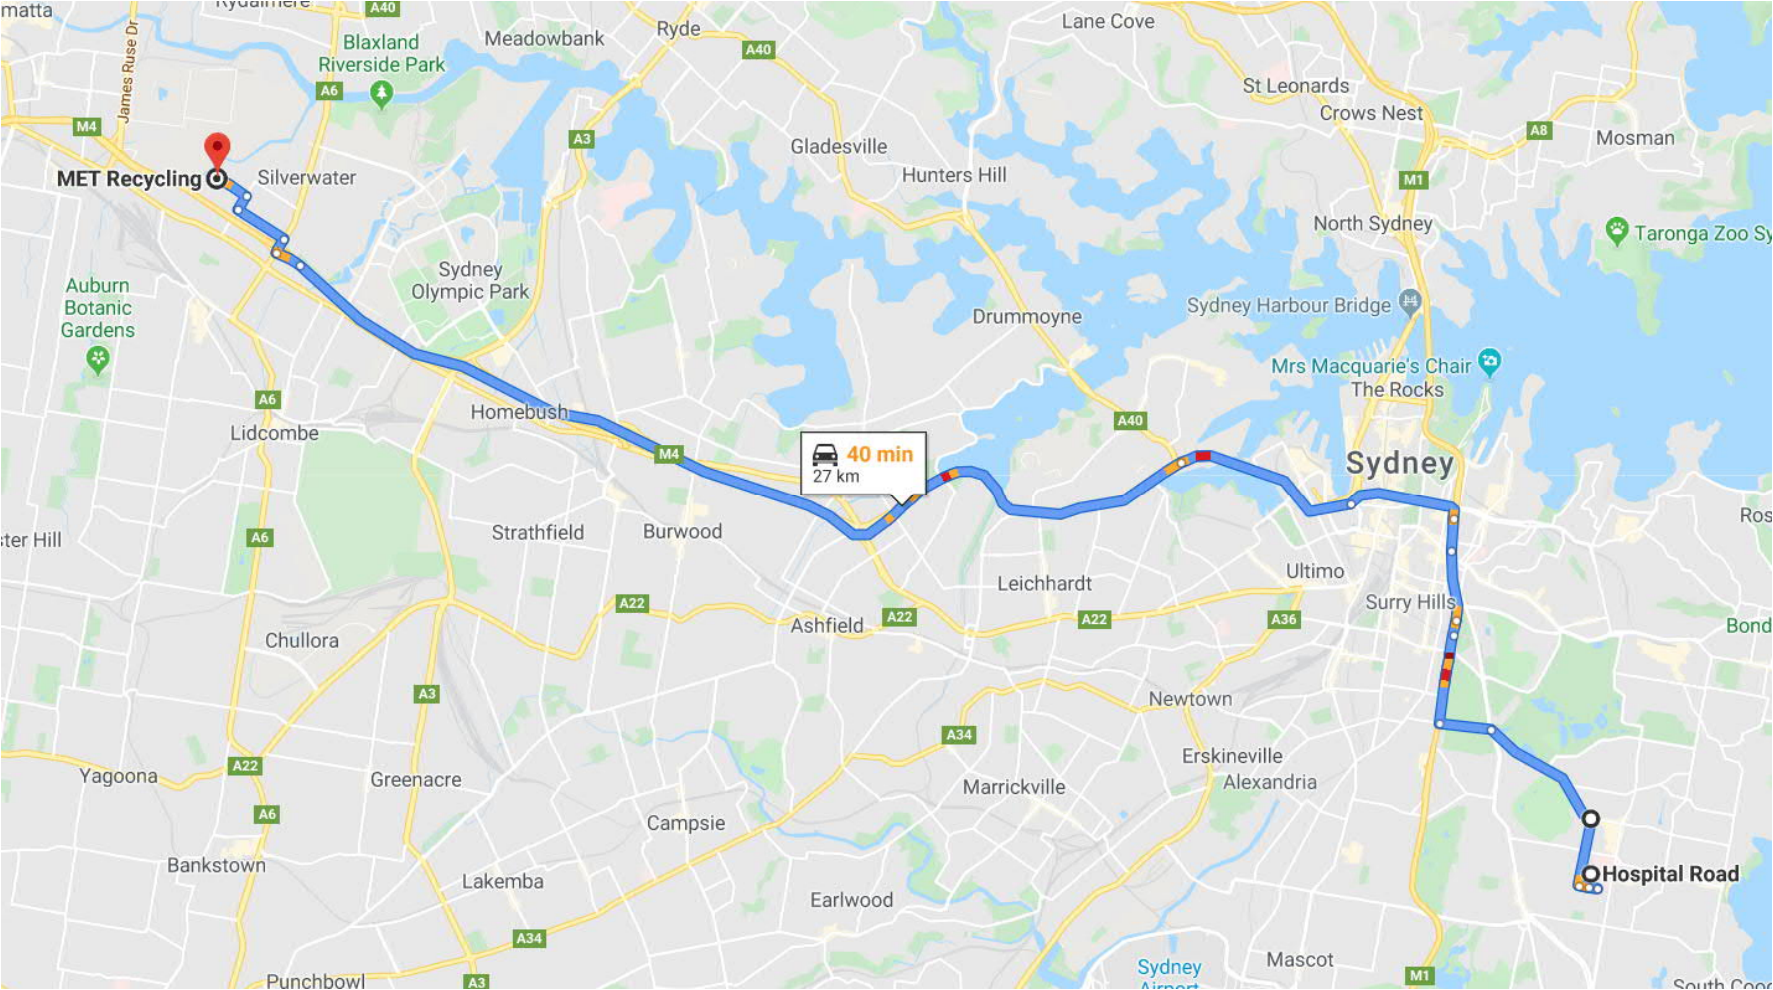 matta
Rydalmere
A40
Lane Cove
Ryde
Meadowbank
Blaxland
Riverside Park
A40
James Ruse Dr
A6
St Leonards
Crows Nest
M4
A3
A8
Mosman
Gladesville
MET Recycling
Silverwater
Hunters Hill
M1
North Sydney
Taronga Zoo Sy
Sydney
Olympic Park
Auburn
Botanic
Gardens
Drummoyne
Sydney Harbour Bridge
Mrs Macquarie's Chair
The Rocks
A6
Homebush
A40
Lidcombe
M4
40 min
27 km
Sydney
Ros
ster Hill
A6
Strathfield
Burwood
Ultimo
Leichhardt
Surry Hills
A22
A22
A22
A36
Ashfield
Bond
Chullora
A3
Newtown
A34
Erskineville
Yagoona
A22
Greenacre
Marrickville
Alexandria
A6
Campsie
Bankstown
Lakemba
Hospital Road
Earlwood
A34
Mascot
Sydney
Airport
M1
Punchbowl
A3
South Coog